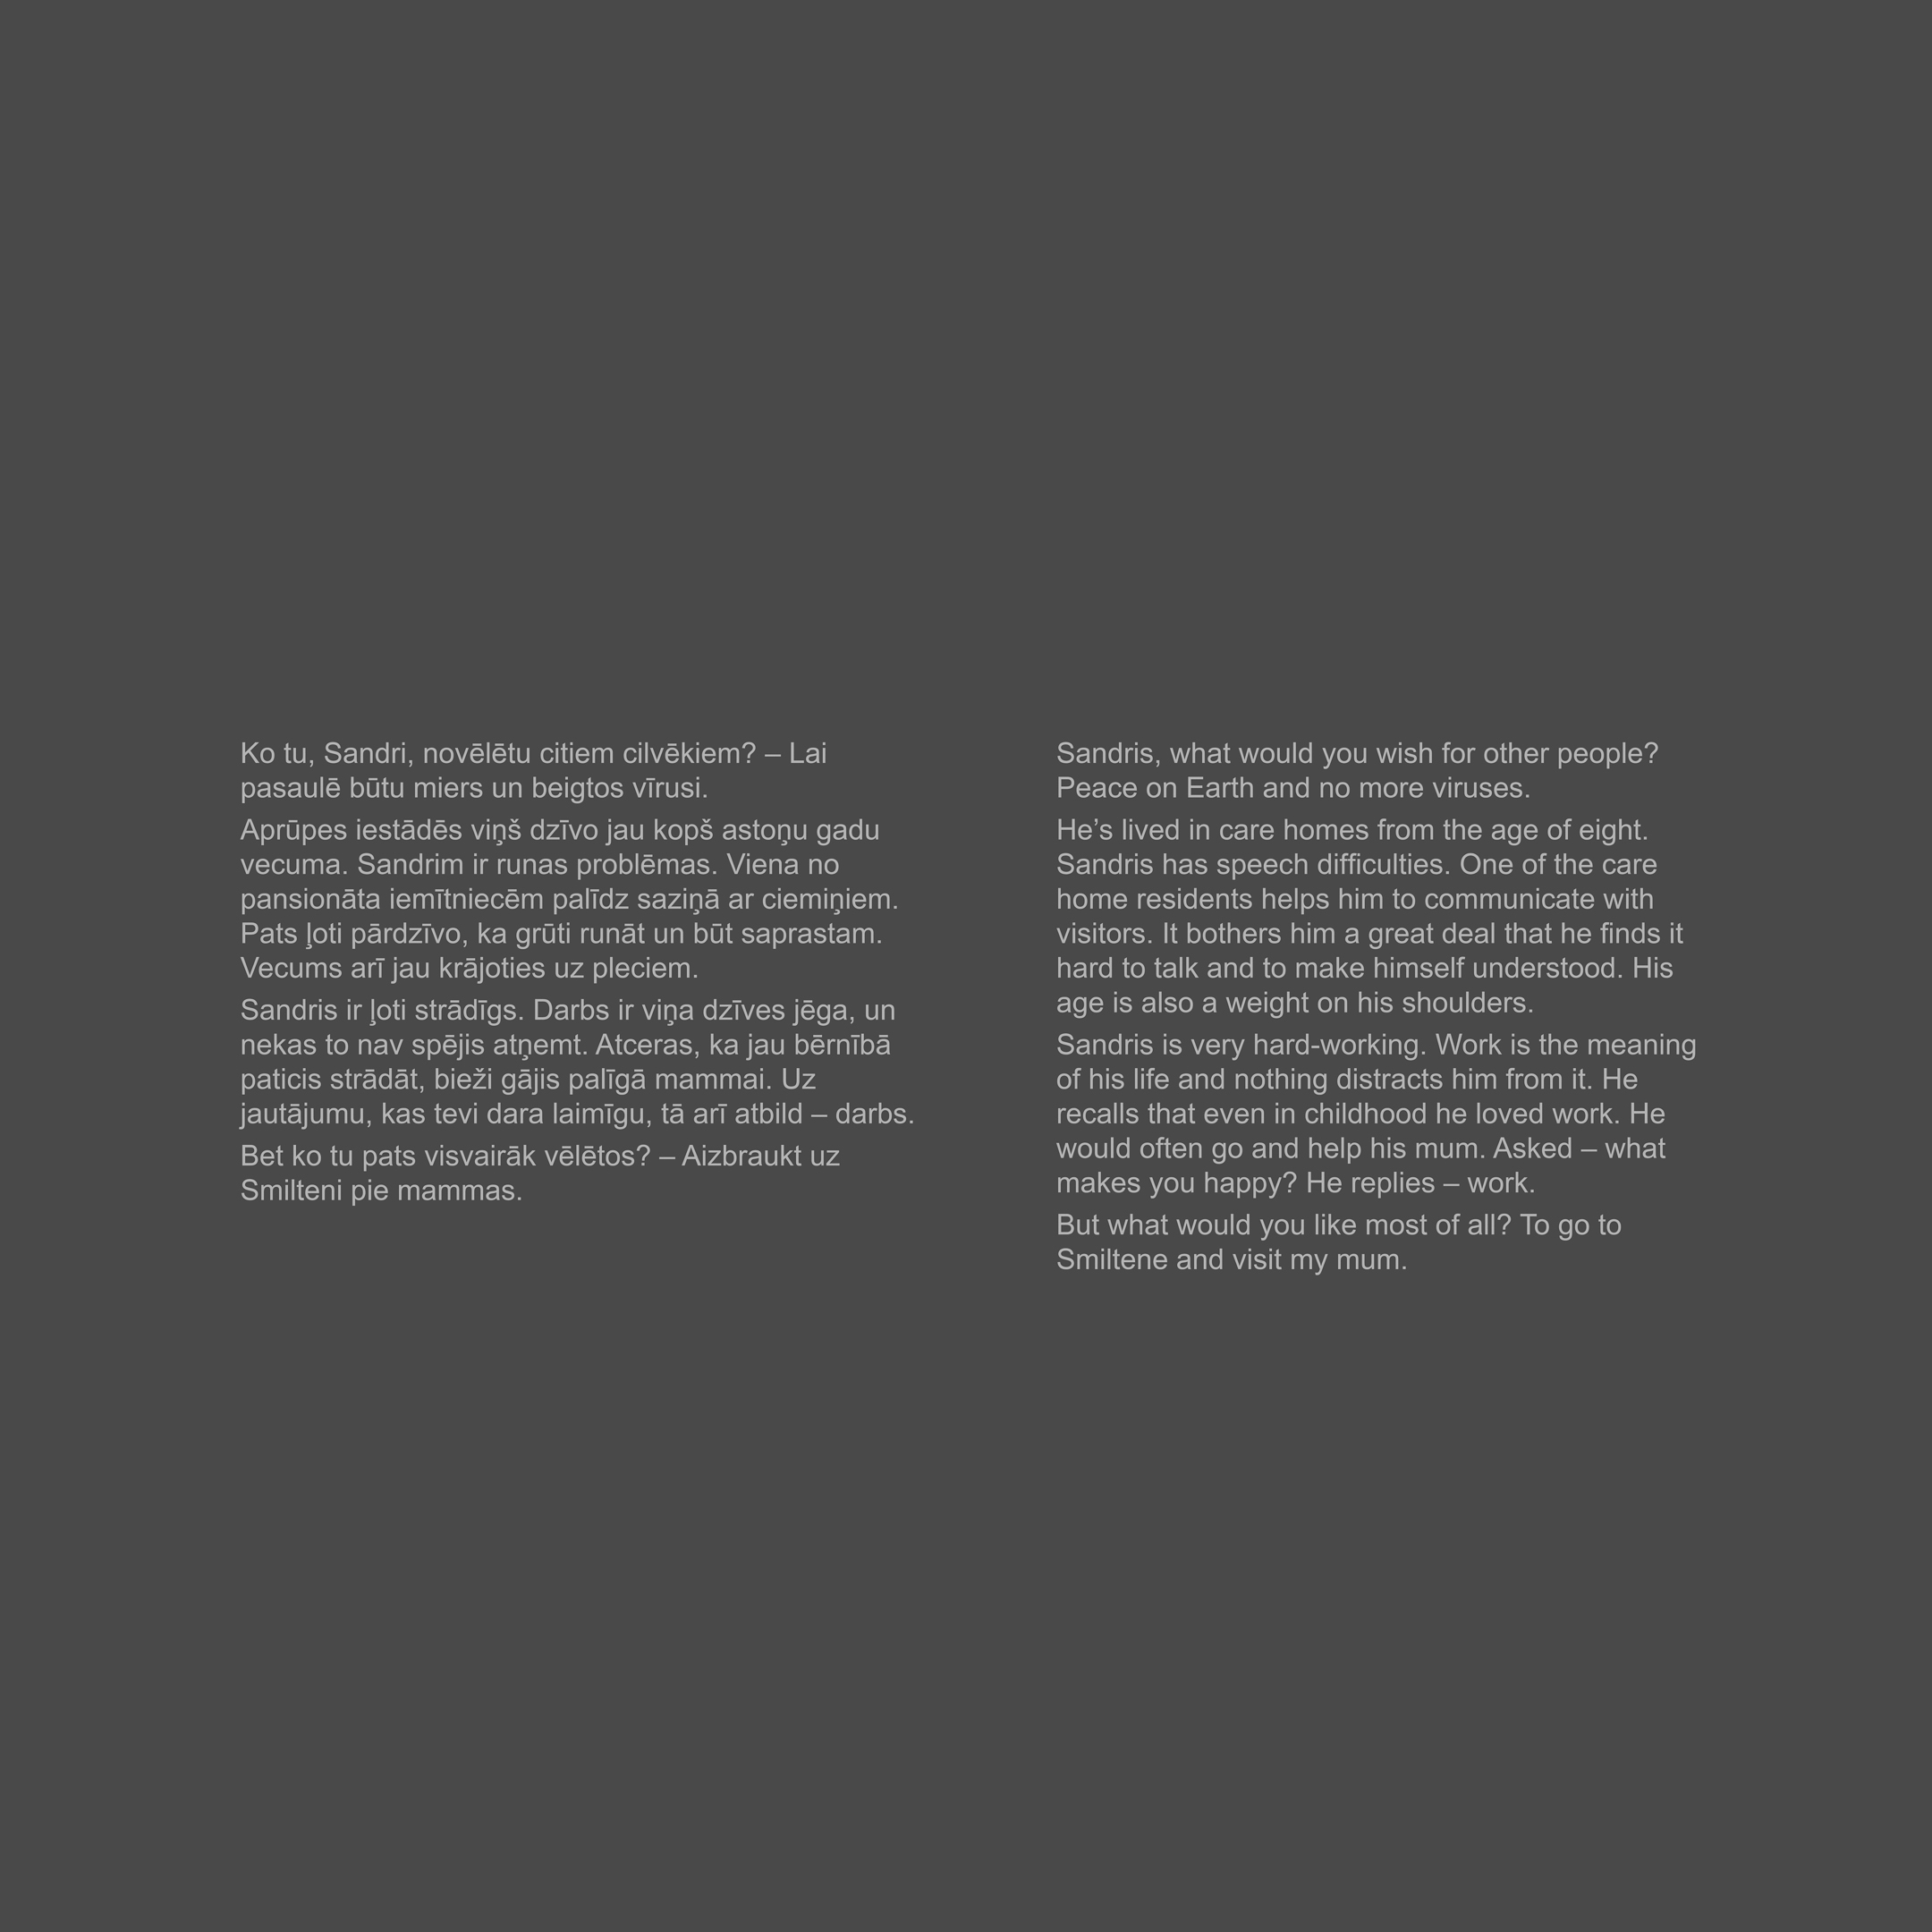 Ko tu, Sandri, novēlētu citiem cilvēkiem? – Lai
pasaulē būtu miers un beigtos vīrusi.
Aprūpes iestādēs viņš dzīvo jau kopš astoņu gadu
vecuma. Sandrim ir runas problēmas. Viena no
pansionāta iemītniecēm palīdz saziņā ar ciemiņiem.
Pats ļoti pārdzīvo, ka grūti runāt un būt saprastam.
Vecums arī jau krājoties uz pleciem.
Sandris ir ļoti strādīgs. Darbs ir viņa dzīves jēga, un
nekas to nav spējis atņemt. Atceras, ka jau bērnībā
paticis strādāt, bieži gājis palīgā mammai. Uz
jautājumu, kas tevi dara laimīgu, tā arī atbild – darbs.
Bet ko tu pats visvairāk vēlētos? – Aizbraukt uz
Smilteni pie mammas.
Sandris, what would you wish for other people?
Peace on Earth and no more viruses.
He’s lived in care homes from the age of eight.
Sandris has speech difficulties. One of the care
home residents helps him to communicate with
visitors. It bothers him a great deal that he finds it
hard to talk and to make himself understood. His
age is also a weight on his shoulders.
Sandris is very hard-working. Work is the meaning
of his life and nothing distracts him from it. He
recalls that even in childhood he loved work. He
would often go and help his mum. Asked – what
makes you happy? He replies – work.
But what would you like most of all? To go to
Smiltene and visit my mum.